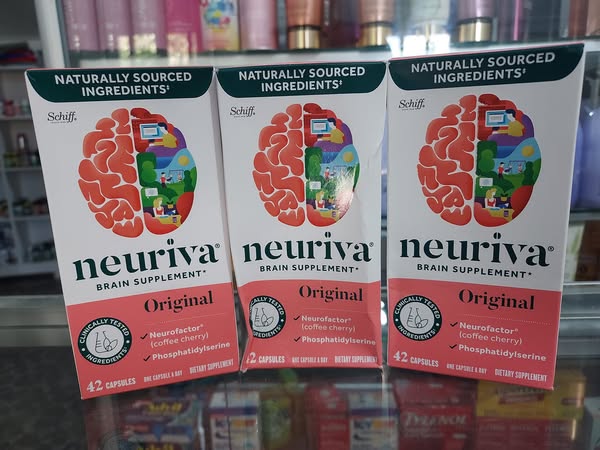 NATURALLY SOURCED
INGREDIENTS‡
Schiff.
neuriva®
BRAIN SUPPLEMENT*
Original
CLINICALLY TESTED
INGREDIENTS
✓ Neurofactor®
(coffee cherry)
✓ Phosphatidylserine
42 CAPSULES
ONE CAPSULE A DAY
DIETARY SUPPLEMENT
NATURALLY SOURCED
INGREDIENTS‡
Schiff.
neuriva®
BRAIN SUPPLEMENT*
Original
CLINICALLY TESTED
INGREDIENTS
✓ Neurofactor®
(coffee cherry)
✓ Phosphatidylserine
42 CAPSULES
ONE CAPSULE A DAY
DIETARY SUPPLEMENT
NATURALLY SOURCED
INGREDIENTS‡
Schiff.
neuriva®
BRAIN SUPPLEMENT*
Original
CLINICALLY TESTED
INGREDIENTS
✓ Neurofactor®
(coffee cherry)
✓ Phosphatidylserine
42 CAPSULES
ONE CAPSULE A DAY
DIETARY SUPPLEMENT
TYLENOL